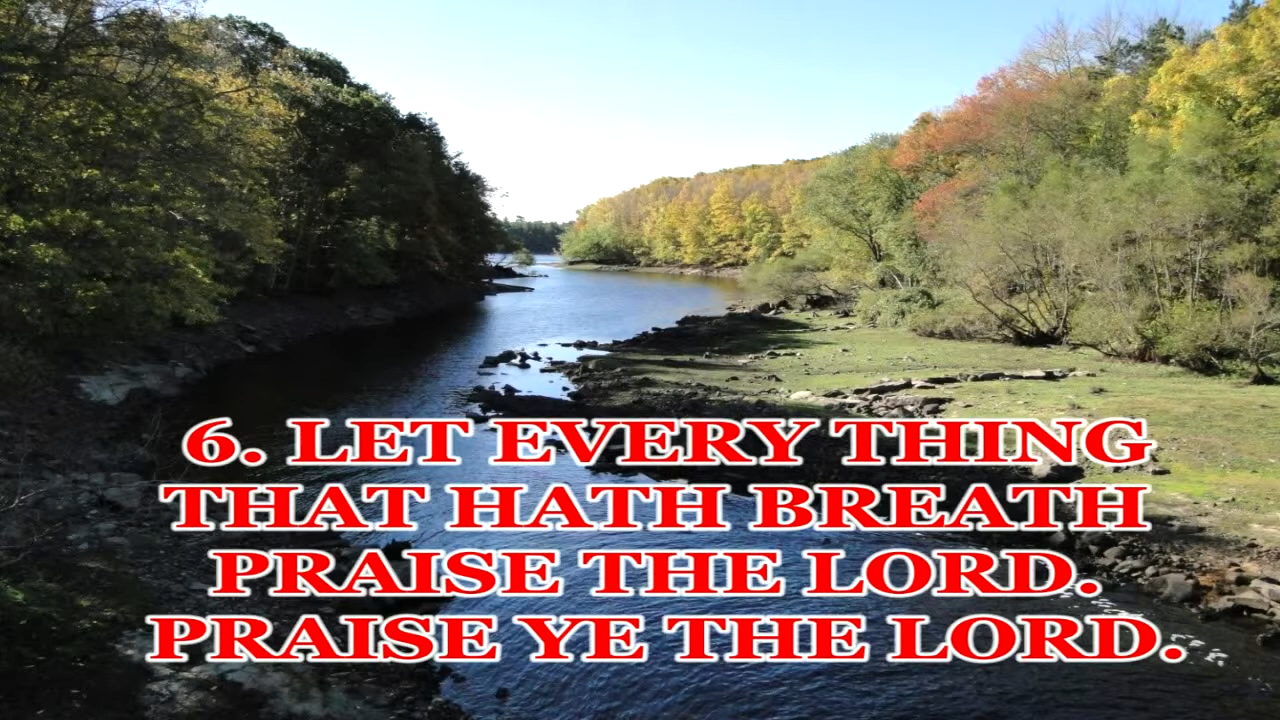 6. LET EVERY THING
THAT HATH BREATH
PRAISE THE LORD.
PRAISE YE THE LORD.